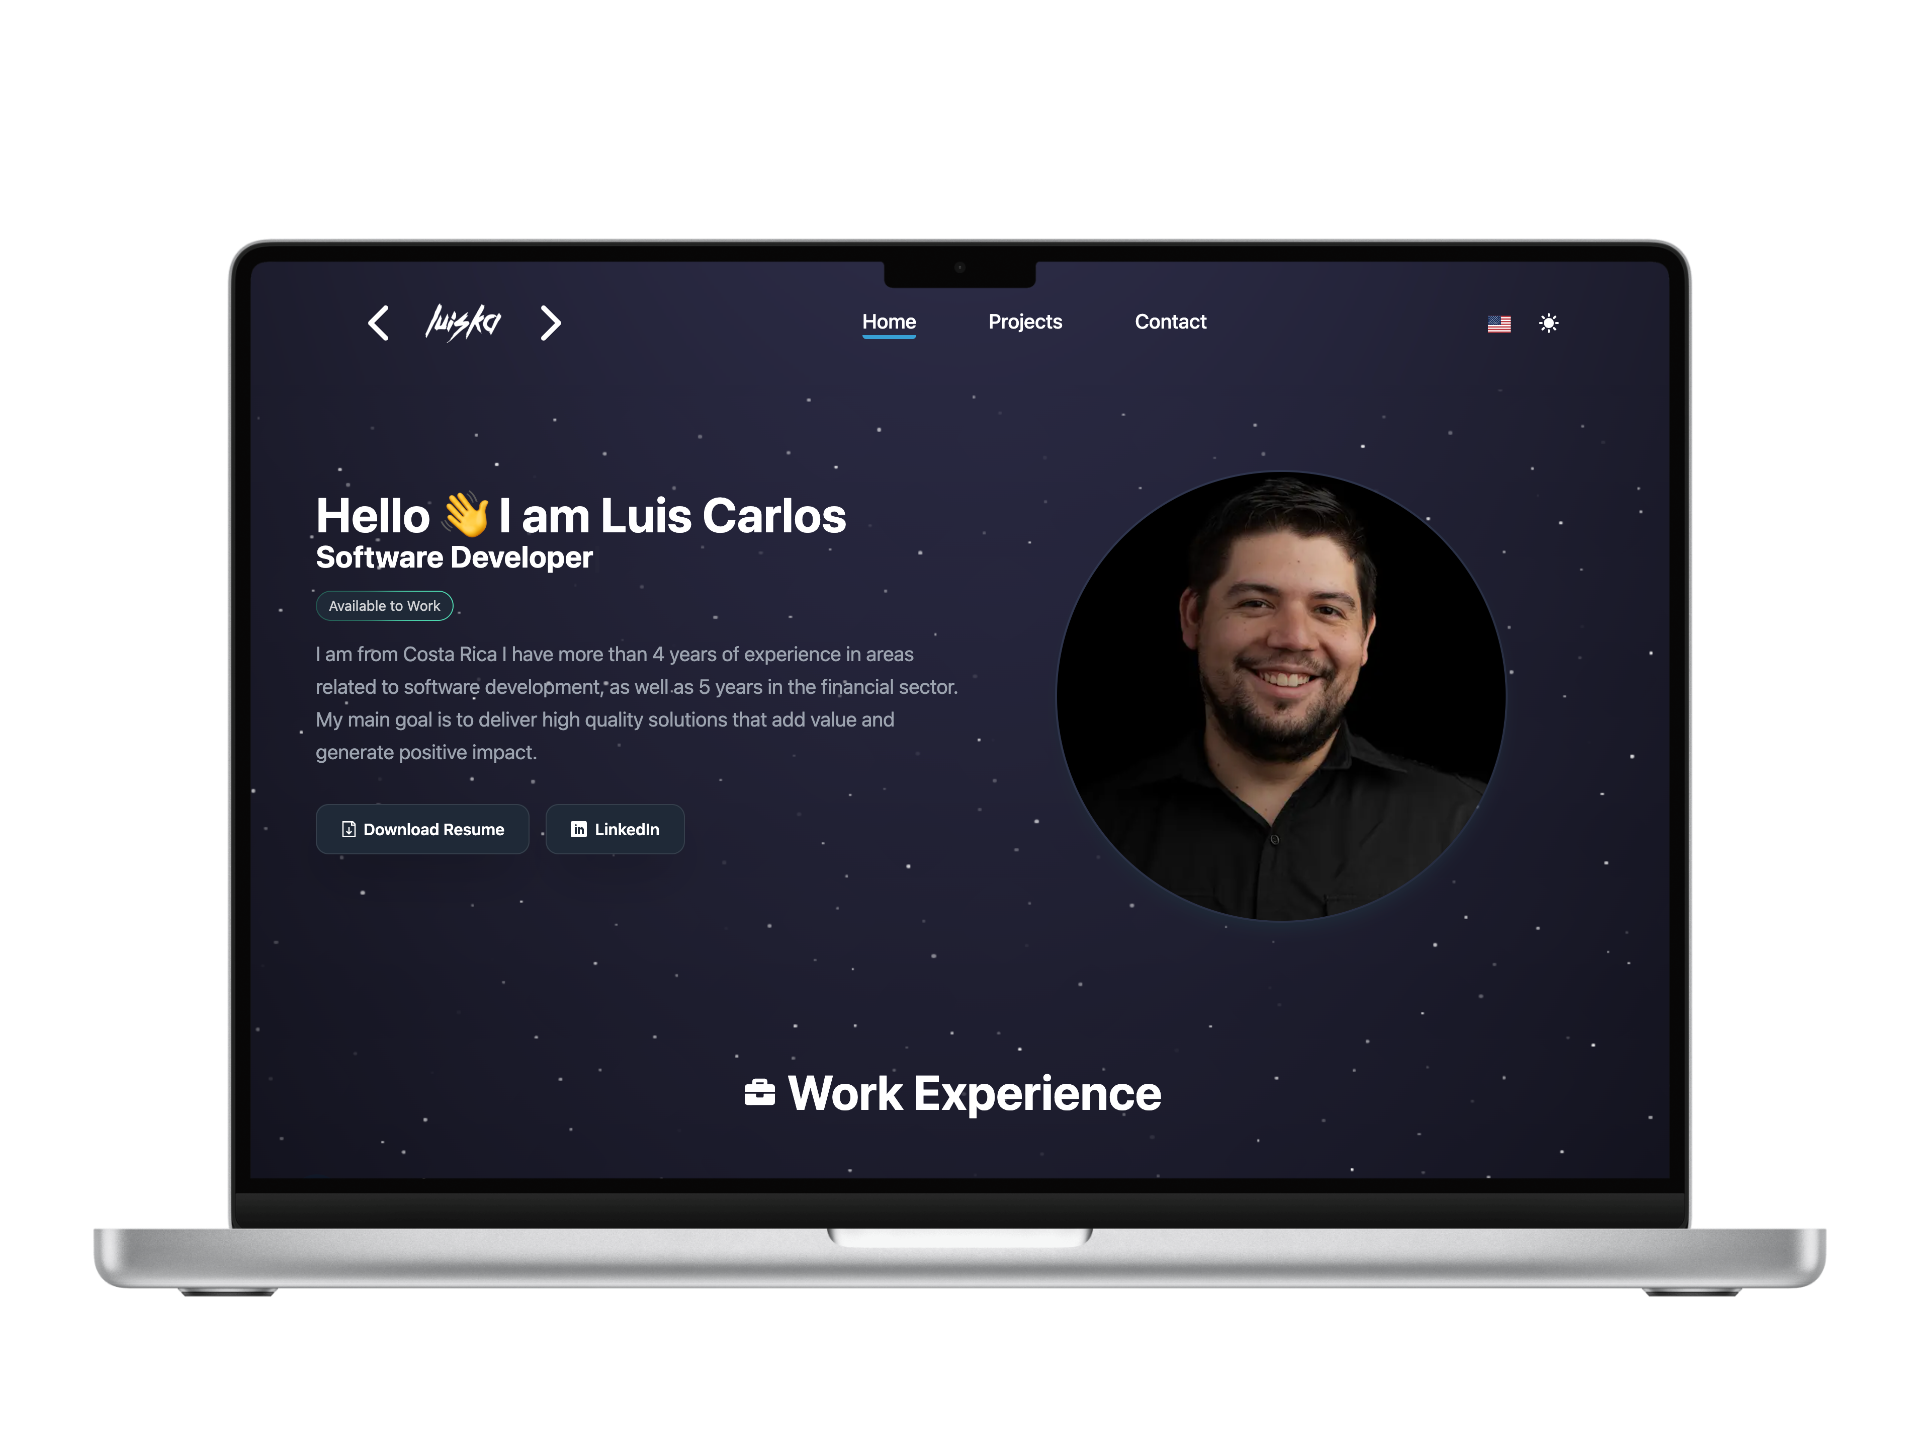 luiska
Home
Projects
Contact
Hello 👋 I am Luis Carlos
Software Developer
Available to Work
I am from Costa Rica I have more than 4 years of experience in areas
related to software development, as well as 5 years in the financial sector.
My main goal is to deliver high quality solutions that add value and
generate positive impact.
Download Resume
in LinkedIn
Work Experience